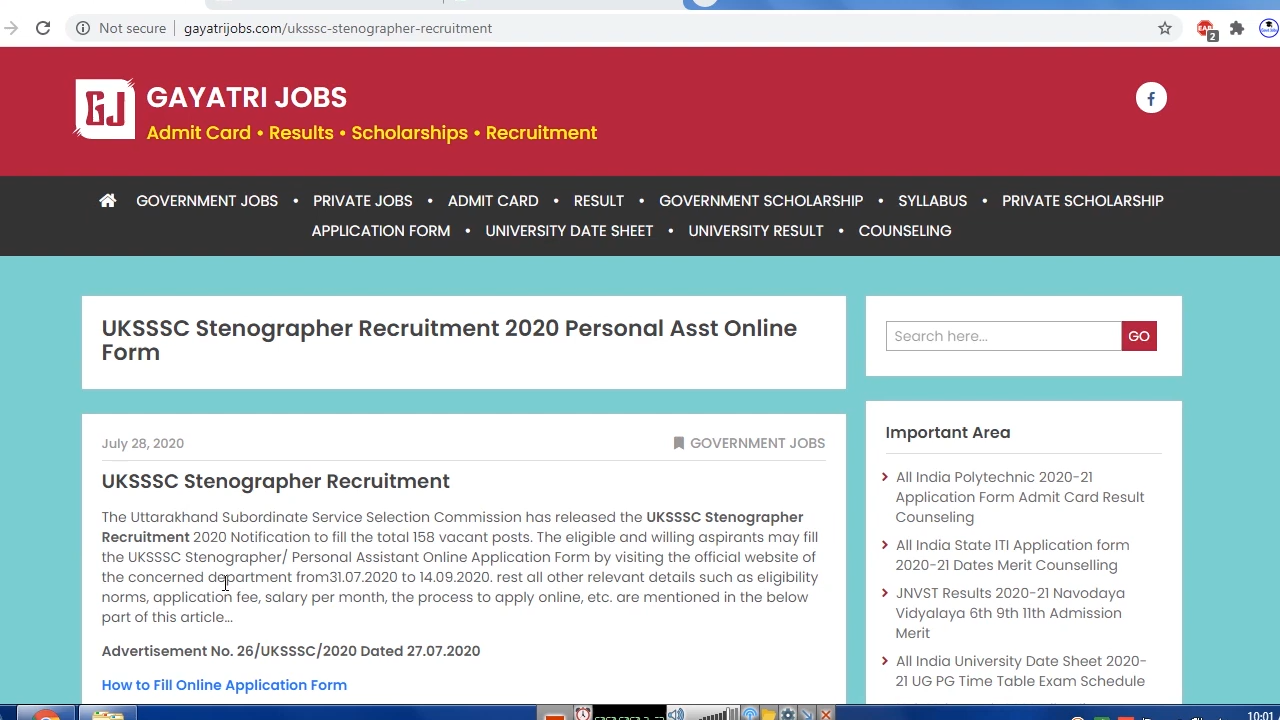 Not secure gayatrijobs.com/uksssc-stenographer-recruitment
2
GJ
GAYATRI JOBS
Admit Card • Results • Scholarships • Recruitment
GOVERNMENT JOBS • PRIVATE JOBS • ADMIT CARD • RESULT • GOVERNMENT SCHOLARSHIP • SYLLABUS • PRIVATE SCHOLARSHIP
APPLICATION FORM • UNIVERSITY DATE SHEET • UNIVERSITY RESULT • COUNSELING
UKSSSC Stenographer Recruitment 2020 Personal Asst Online
Form
July 28, 2020
GOVERNMENT JOBS
UKSSSC Stenographer Recruitment
The Uttarakhand Subordinate Service Selection Commission has released the UKSSSC Stenographer
Recruitment 2020 Notification to fill the total 158 vacant posts. The eligible and willing aspirants may fill
the UKSSSC Stenographer/ Personal Assistant Online Application Form by visiting the official website of
the concerned department from31.07.2020 to 14.09.2020. rest all other relevant details such as eligibility
norms, application fee, salary per month, the process to apply online, etc. are mentioned in the below
part of this article...
Advertisement No. 26/UKSSSC/2020 Dated 27.07.2020
How to Fill Online Application Form
Search here...
GO
Important Area
All India Polytechnic 2020-21
Application Form Admit Card Result
Counseling
All India State ITI Application form
2020-21 Dates Merit Counselling
JNVST Results 2020-21 Navodaya
Vidyalaya 6th 9th 11th Admission
Merit
All India University Date Sheet 2020-
21 UG PG Time Table Exam Schedule
10:01